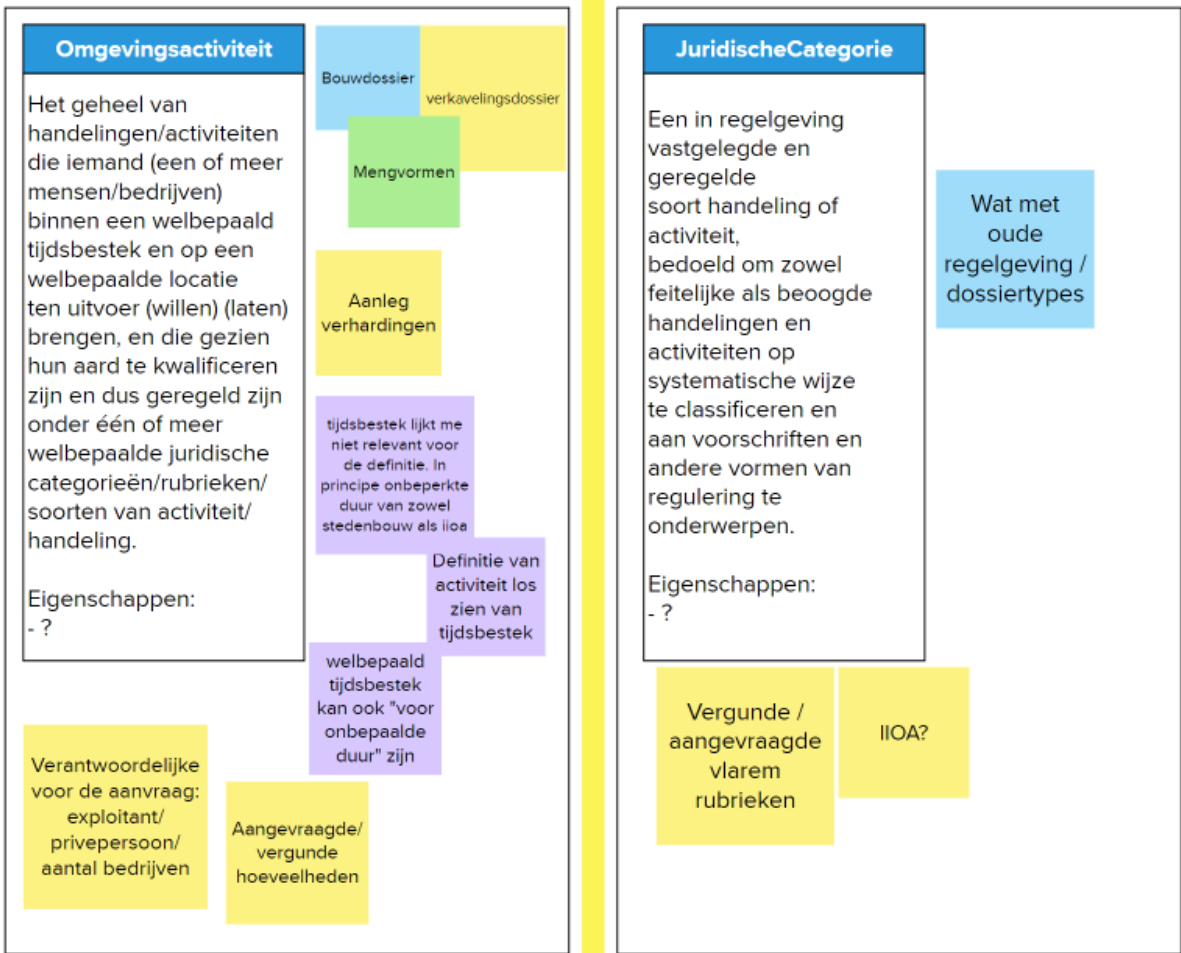 Omgevingsactiviteit
Het geheel van
handelingen/activiteiten
die iemand (een of meer
mensen/bedrijven)
binnen een welbepaald
tijdsbestek en op een
welbepaalde locatie
ten uitvoer (willen) (laten)
brengen, en die gezien
hun aard te kwalificeren
zijn en dus geregeld zijn
onder één of meer
welbepaalde juridische
categorieën/rubrieken/
soorten van activiteit/
handeling.
Eigenschappen:
- ?
Bouwdossier
verkavelingsdossier
Mengvormen
Aanleg
verhardingen
tijdsbestek lijkt me
niet relevant voor
de definitie. In
principe onbeperkte
duur van zowel
stedenbouw als iioa
Definitie van
activiteit los
zien van
tijdsbestek
welbepaald
tijdsbestek
kan ook "voor
onbepaalde
duur" zijn
Verantwoordelijke
voor de aanvraag:
exploitant/
privepersoon/
aantal bedrijven
Aangevraagde/
vergunde
hoeveelheden
JuridischeCategorie
Een in regelgeving
vastgelegde en
geregelde
soort handeling of
activiteit,
bedoeld om zowel
feitelijke als beoogde
handelingen en
activiteiten op
systematische wijze
te classificeren en
aan voorschriften en
andere vormen van
regulering te
onderwerpen.
Eigenschappen:
- ?
Wat met
oude
regelgeving /
dossiertypes
Vergunde /
aangevraagde
vlarem
rubrieken
IIOA?